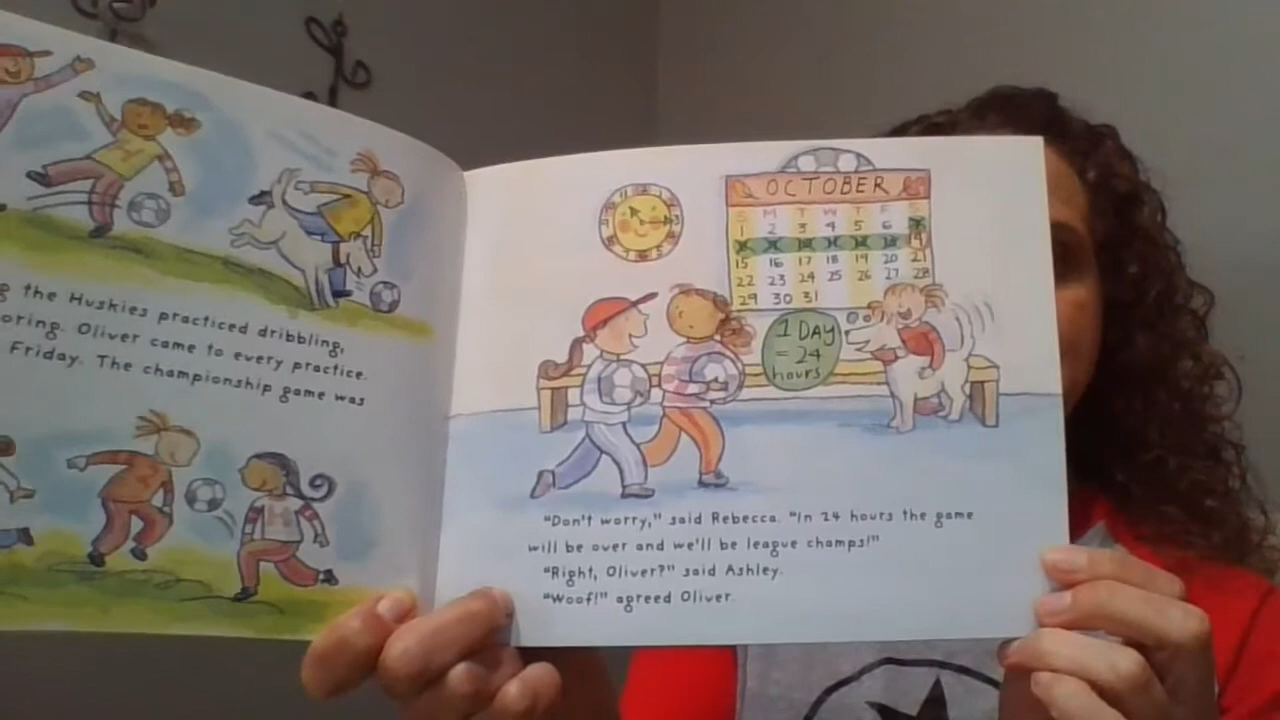 g the Huskies practiced dribbling,
oring. Oliver came to every practice.
Friday. The championship game was
OCTOBER
S M T W T F S
1 2 3 4 5 6
15 16 17 18 19 20 21
22 23 24 25 26 27 28
29 30 31
1 DAY
= 24
hours
"Don't worry," said Rebecca. "In 24 hours the game
will be over and we'll be league champs!"
"Right, Oliver?" said Ashley.
"Woof!" agreed Oliver.